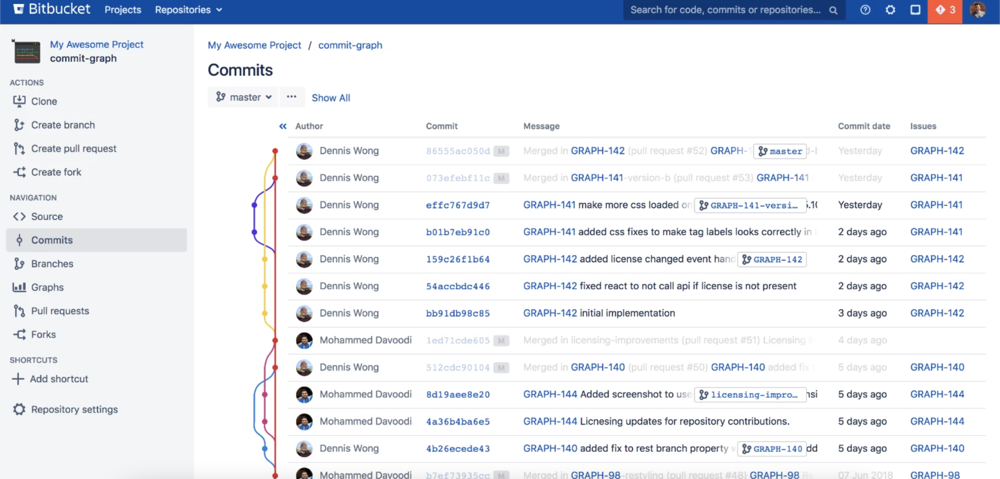 Bitbucket Projects Repositories Search for code, commits or repositories... 3
My Awesome Project
commit-graph
ACTIONS
Clone
Create branch
Create pull request
Create fork
NAVIGATION
Source
Commits
Branches
Graphs
Pull requests
Forks
SHORTCUTS
Add shortcut
Repository settings
My Awesome Project / commit-graph
Commits
master ... Show All
Author Commit Message Commit date Issues
Dennis Wong 86555ac050d M Merged in GRAPH-142 (pull request #52) GRAPH- master Yesterday GRAPH-142
Dennis Wong 073efebf11c M Merged in GRAPH-141-version-b (pull request #53) GRAPH-141 Yesterday GRAPH-141
Dennis Wong effc767d9d7 GRAPH-141 make more css loaded on GRAPH-141-versi... .10 Yesterday GRAPH-141
Dennis Wong b01b7eb91c0 GRAPH-141 added css fixes to make tag labels looks correctly in 2 days ago GRAPH-141
Dennis Wong 159c26f1b64 GRAPH-142 added license changed event hand GRAPH-142 2 days ago GRAPH-142
Dennis Wong 54accbdc446 GRAPH-142 fixed react to not call api if license is not present 2 days ago GRAPH-142
Dennis Wong bb91db98c85 GRAPH-142 initial implementation 3 days ago GRAPH-142
Mohammed Davoodi 1ed71cde605 M Merged in licensing-improvements (pull request #51) Licensing 4 days ago
Dennis Wong 512cdc90104 M Merged in GRAPH-140 (pull request #50) GRAPH-140 added fix 5 days ago GRAPH-140
Mohammed Davoodi 8d19aee8e20 GRAPH-144 Added screenshot to use licensing-impro... nsi 5 days ago GRAPH-144
Mohammed Davoodi 4a36b4ba6e5 GRAPH-144 Licnesing updates for repository contributions. 5 days ago GRAPH-144
Dennis Wong 4b26ecede43 GRAPH-140 added fix to rest branch property GRAPH-140 dd 5 days ago GRAPH-140
Mohammed Davoodi b7ef73935cc M Merged in GRAPH-98-restyling (pull request #48) GRAPH-98 Re 07 Jun 2018 GRAPH-98